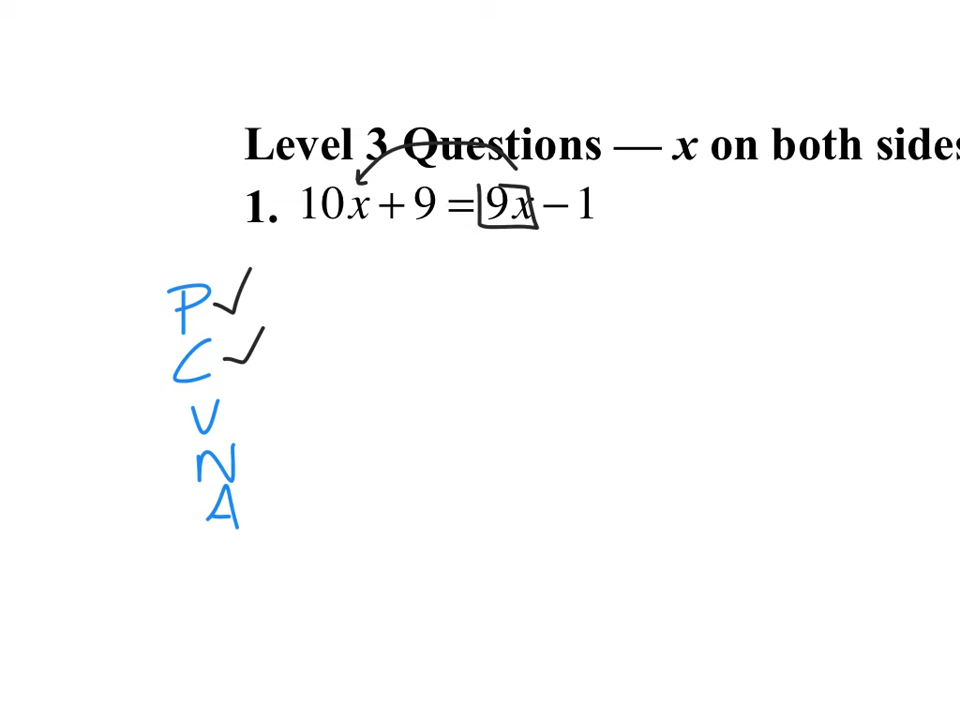 Level 3 Questions — x on both sides
1. 10x + 9 = 9x − 1
P ✓
C ✓
V
N
A